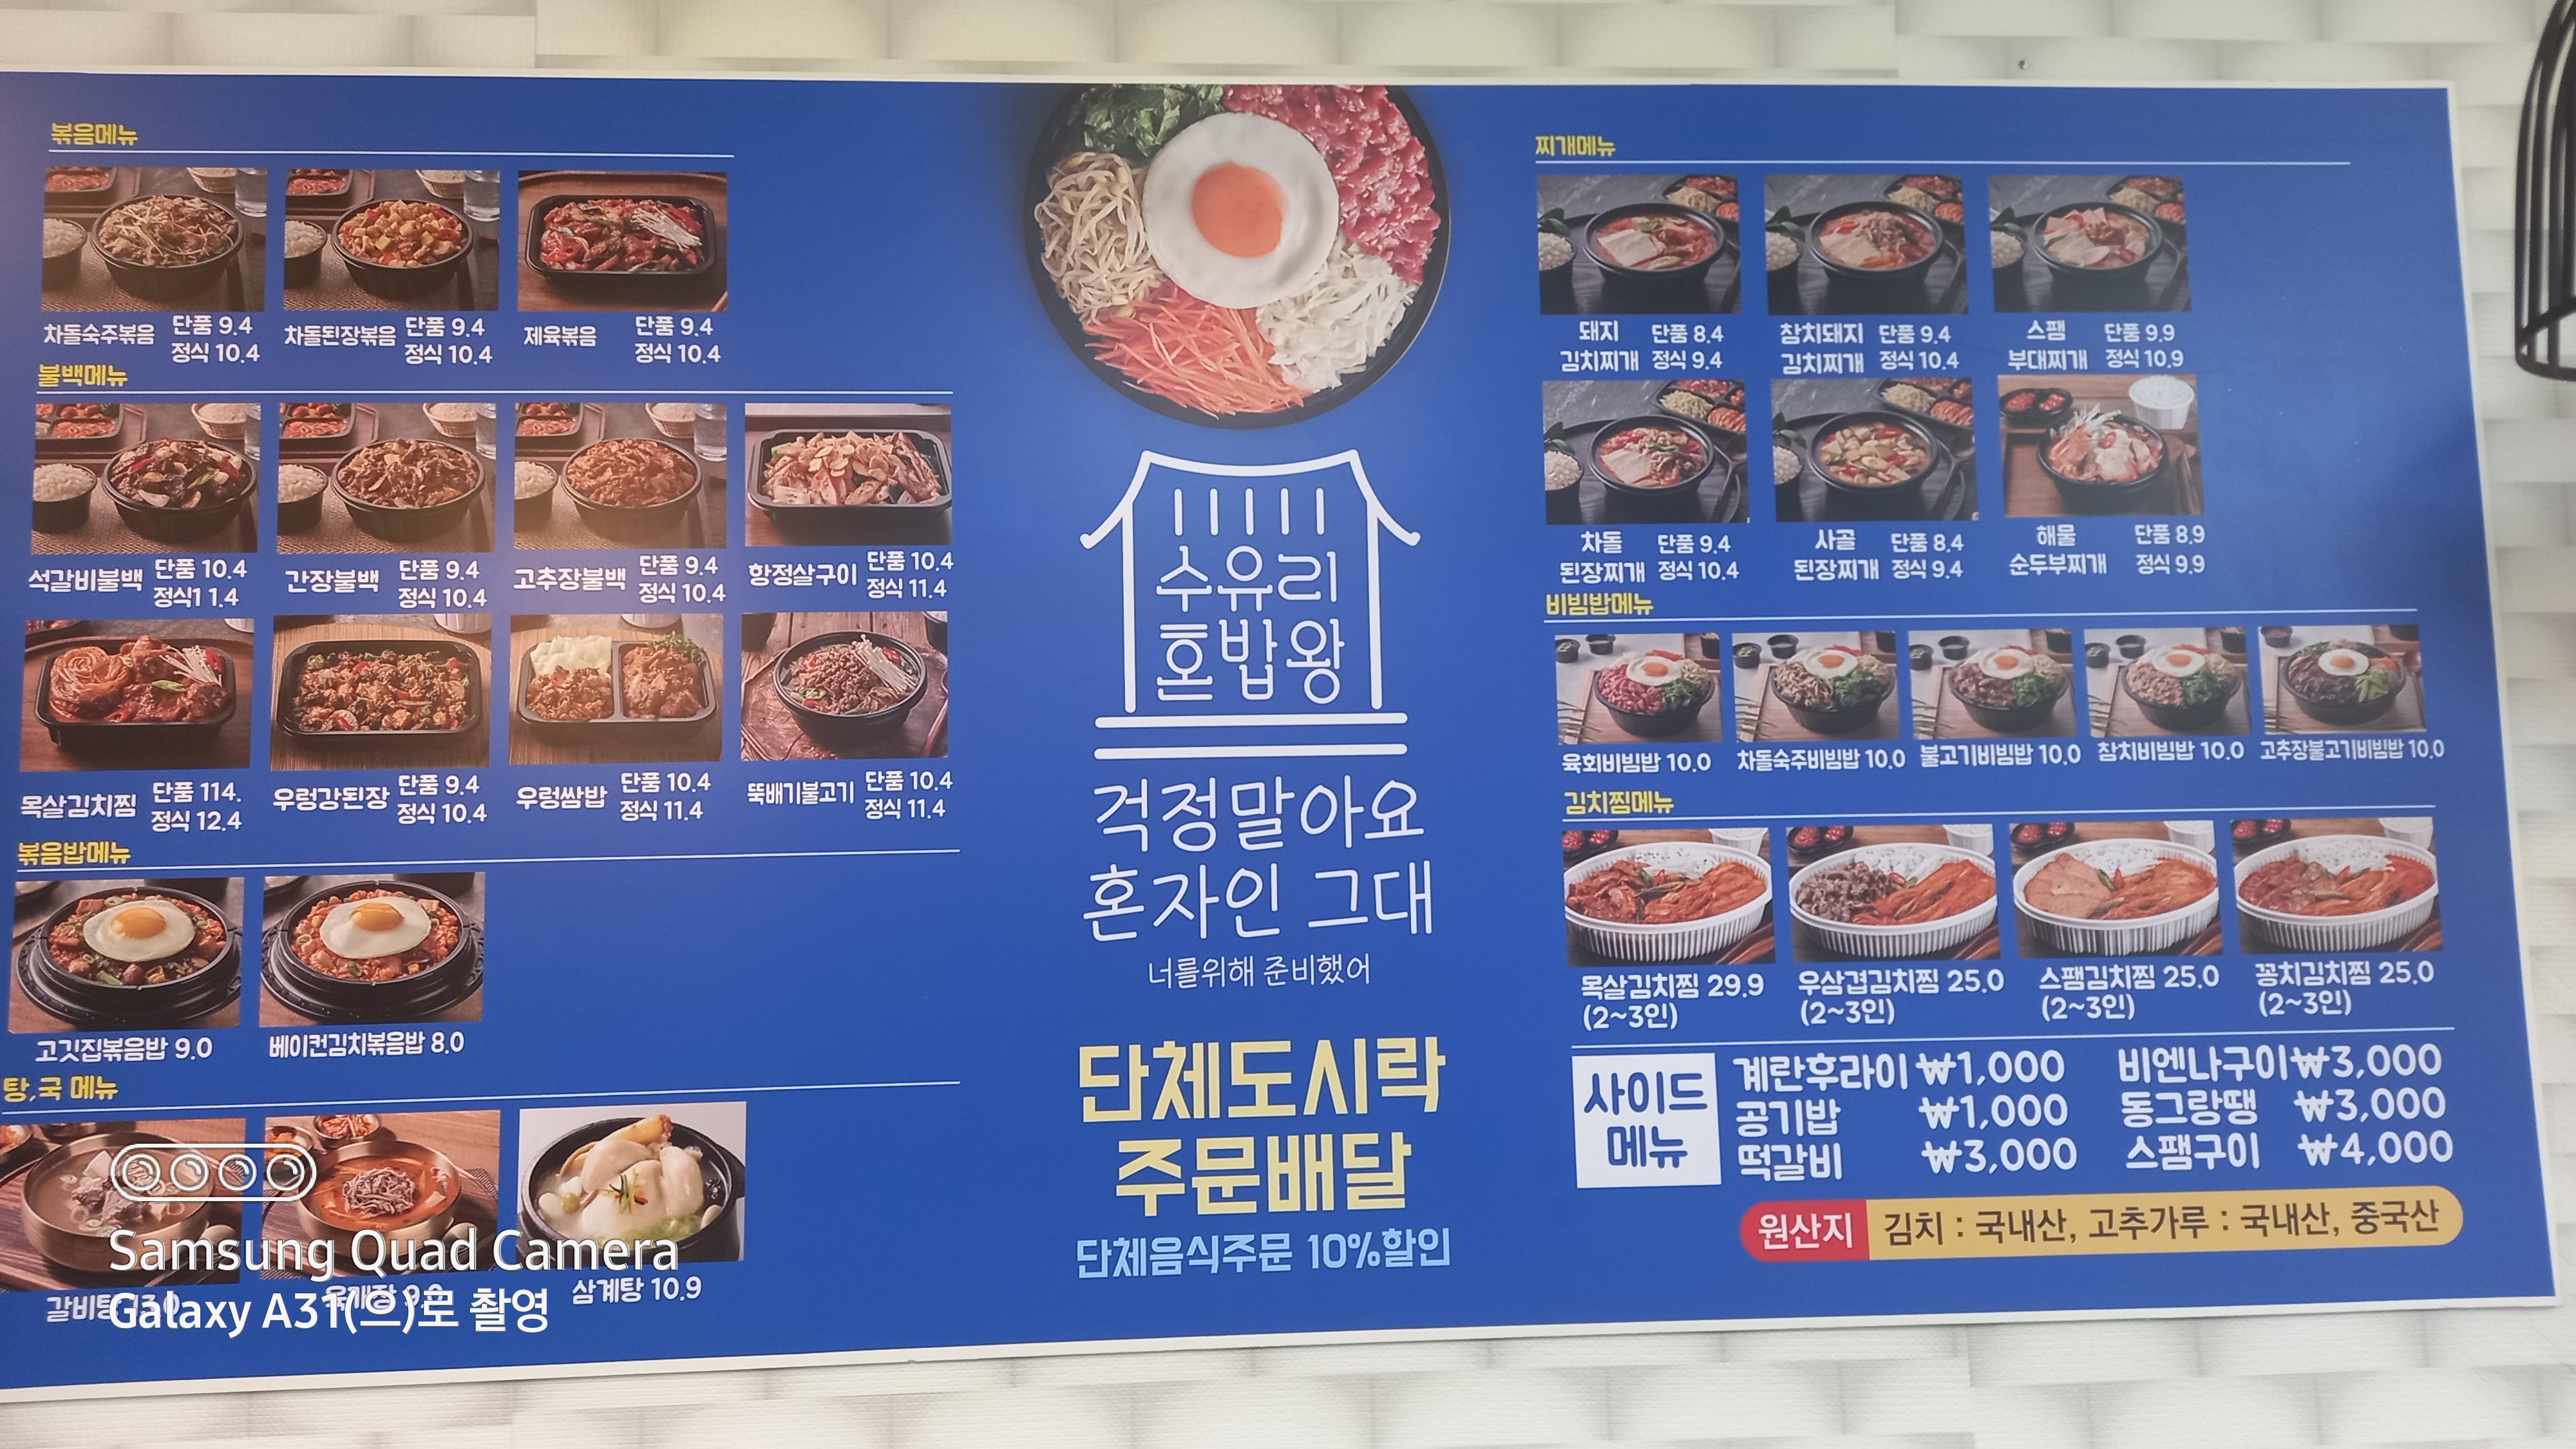 볶음메뉴
차돌숙주볶음 단품 9.4 정식 10.4
차돌된장볶음 단품 9.4 정식 10.4
제육볶음 단품 9.4 정식 10.4
불백메뉴
석갈비불백 단품 10.4 정식1 1.4
간장불백 단품 9.4 정식 10.4
고추장불백 단품 9.4 정식 10.4
항정살구이 단품 10.4 정식 11.4
목살김치찜 단품 114. 정식 12.4
우렁강된장 단품 9.4 정식 10.4
우렁쌈밥 단품 10.4 정식 11.4
뚝배기불고기 단품 10.4 정식 11.4
볶음밥메뉴
고깃집볶음밥 9.0
베이컨김치볶음밥 8.0
탕,국 메뉴
갈비탕
삼계탕 10.9
Samsung Quad Camera
Galaxy A31(으)로 촬영
수유리
혼밥왕
걱정말아요
혼자인 그대
너를위해 준비했어
단체도시락
주문배달
단체음식주문 10%할인
찌개메뉴
돼지 김치찌개 단품 8.4 정식 9.4
참치돼지 김치찌개 단품 9.4 정식 10.4
스팸 부대찌개 단품 9.9 정식 10.9
차돌 된장찌개 단품 9.4 정식 10.4
사골 된장찌개 단품 8.4 정식 9.4
해물 순두부찌개 단품 8.9 정식 9.9
비빔밥메뉴
육회비빔밥 10.0
차돌숙주비빔밥 10.0
불고기비빔밥 10.0
참치비빔밥 10.0
고추장불고기비빔밥 10.0
김치찜메뉴
목살김치찜 29.9 (2~3인)
우삼겹김치찜 25.0 (2~3인)
스팸김치찜 25.0 (2~3인)
꽁치김치찜 25.0 (2~3인)
사이드 메뉴
계란후라이 ₩1,000 비엔나구이 ₩3,000
공기밥 ₩1,000 동그랑땡 ₩3,000
떡갈비 ₩3,000 스팸구이 ₩4,000
원산지 김치 : 국내산, 고추가루 : 국내산, 중국산